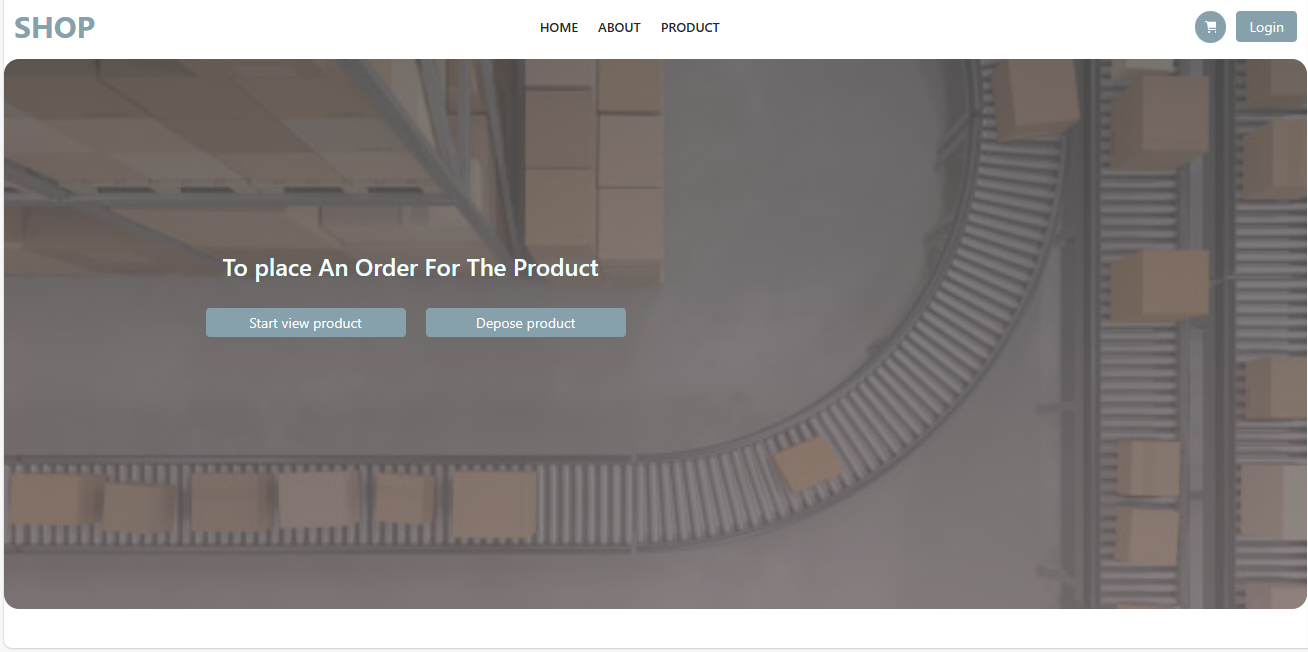 SHOP
HOME ABOUT PRODUCT
Login
To place An Order For The Product
Start view product
Depose product